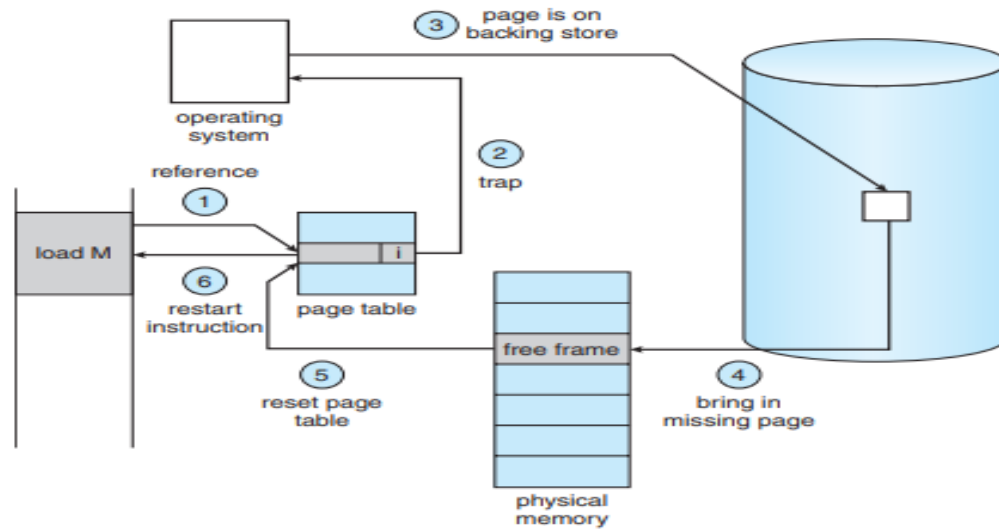 3
page is on
backing store
operating
system
2
trap
reference
1
load M
i
6
restart
instruction
page table
5
reset page
table
free frame
4
bring in
missing page
physical
memory